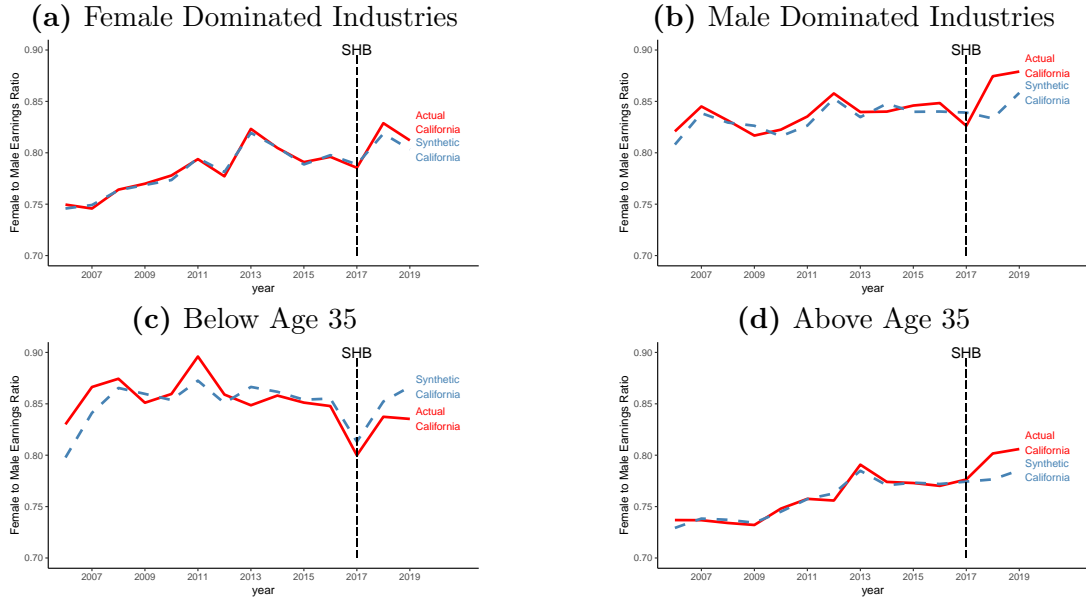 (a) Female Dominated Industries
Female to Male Earnings Ratio
0.90
0.85
0.80
0.75
0.70
SHB
Actual
California
Synthetic
California
2007 2009 2011 2013 2015 2017 2019
year
(b) Male Dominated Industries
Female to Male Earnings Ratio
0.90
0.85
0.80
0.75
0.70
SHB
Actual
California
Synthetic
California
2007 2009 2011 2013 2015 2017 2019
year
(c) Below Age 35
Female to Male Earnings Ratio
0.90
0.85
0.80
0.75
0.70
SHB
Synthetic
California
Actual
California
2007 2009 2011 2013 2015 2017 2019
year
(d) Above Age 35
Female to Male Earnings Ratio
0.90
0.85
0.80
0.75
0.70
SHB
Actual
California
Synthetic
California
2007 2009 2011 2013 2015 2017 2019
year